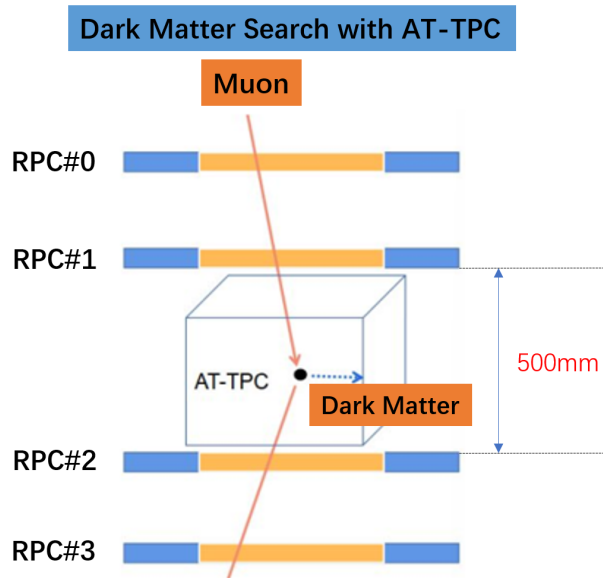 Dark Matter Search with AT-TPC
Muon
RPC#0
RPC#1
AT-TPC
500mm
Dark Matter
RPC#2
RPC#3